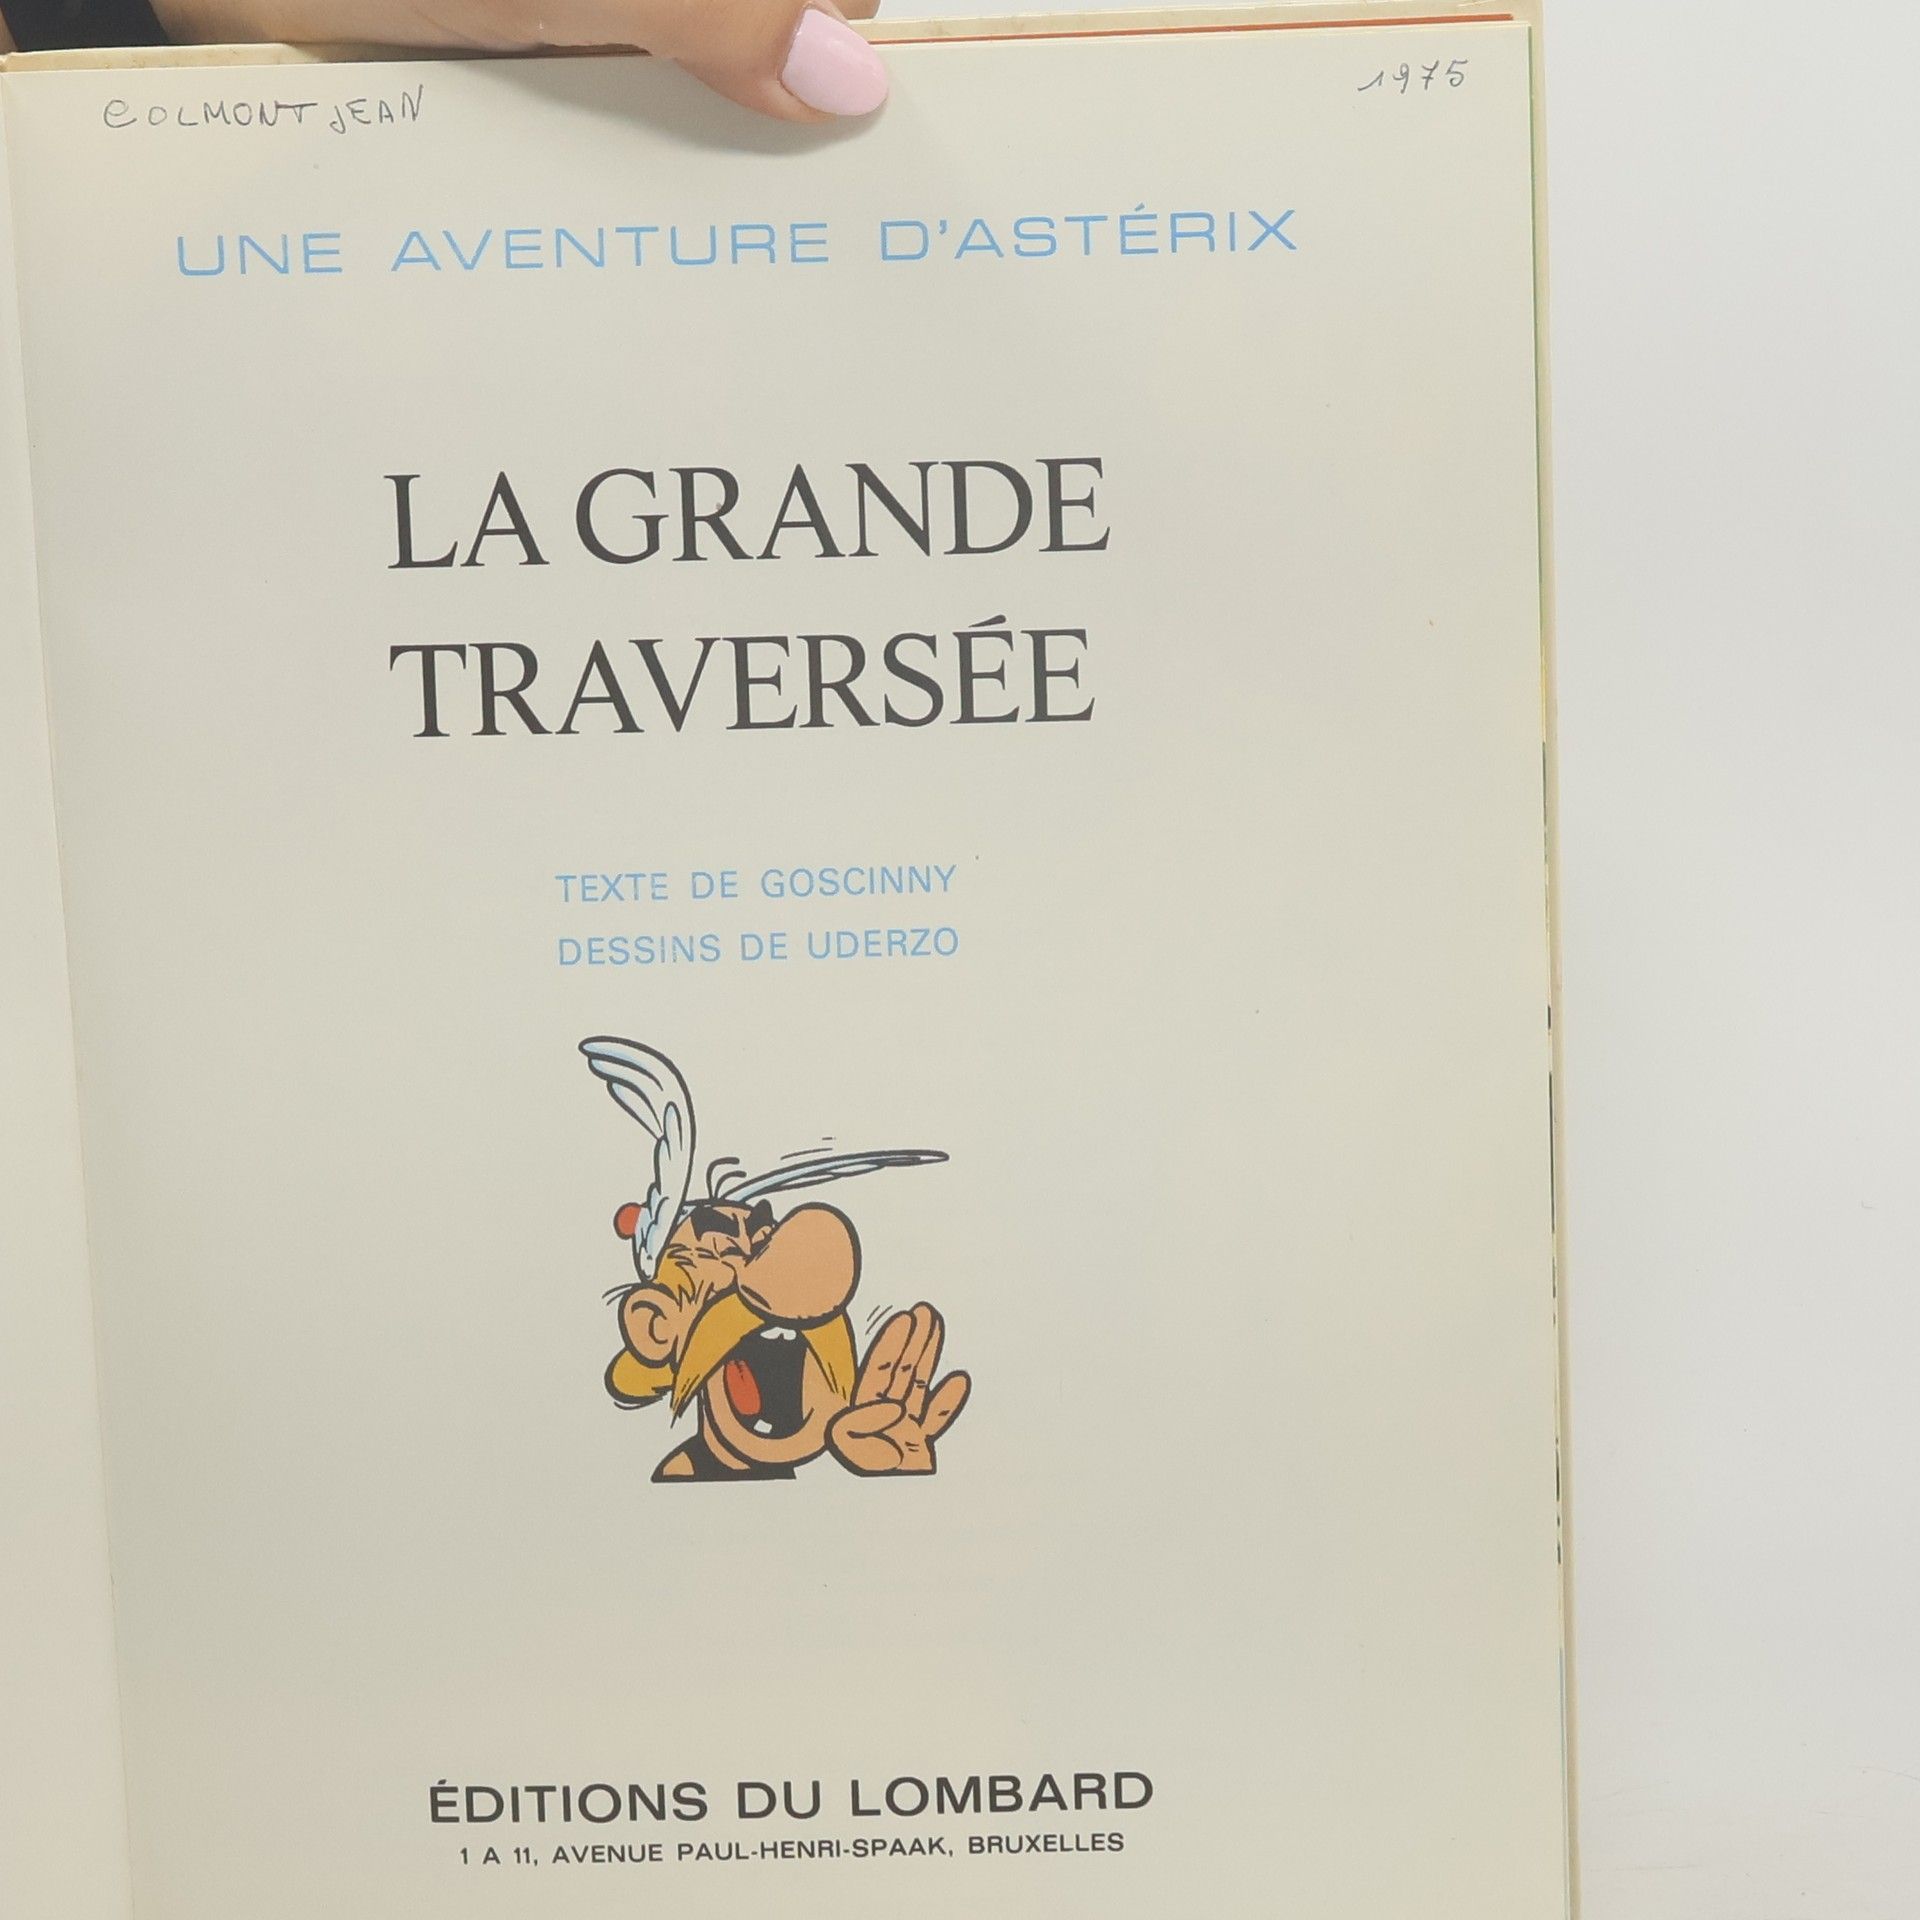 COLMONT JEAN
1975
UNE AVENTURE D'ASTÉRIX
LA GRANDE
TRAVERSÉE
TEXTE DE GOSCINNY
DESSINS DE UDERZO
ÉDITIONS DU LOMBARD
1 A 11, AVENUE PAUL-HENRI-SPAAK, BRUXELLES